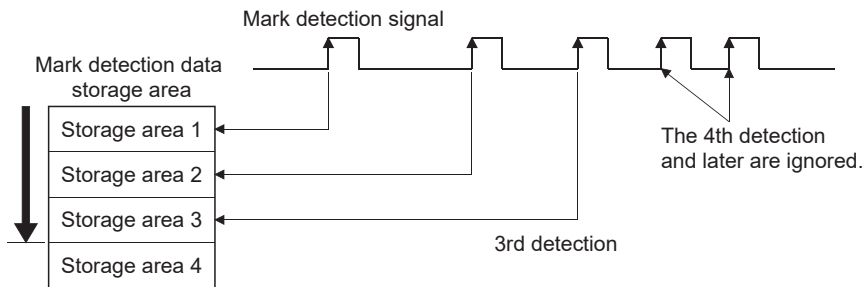 Mark detection signal
Mark detection data
storage area
Storage area 1
Storage area 2
Storage area 3
Storage area 4
The 4th detection
and later are ignored.
3rd detection